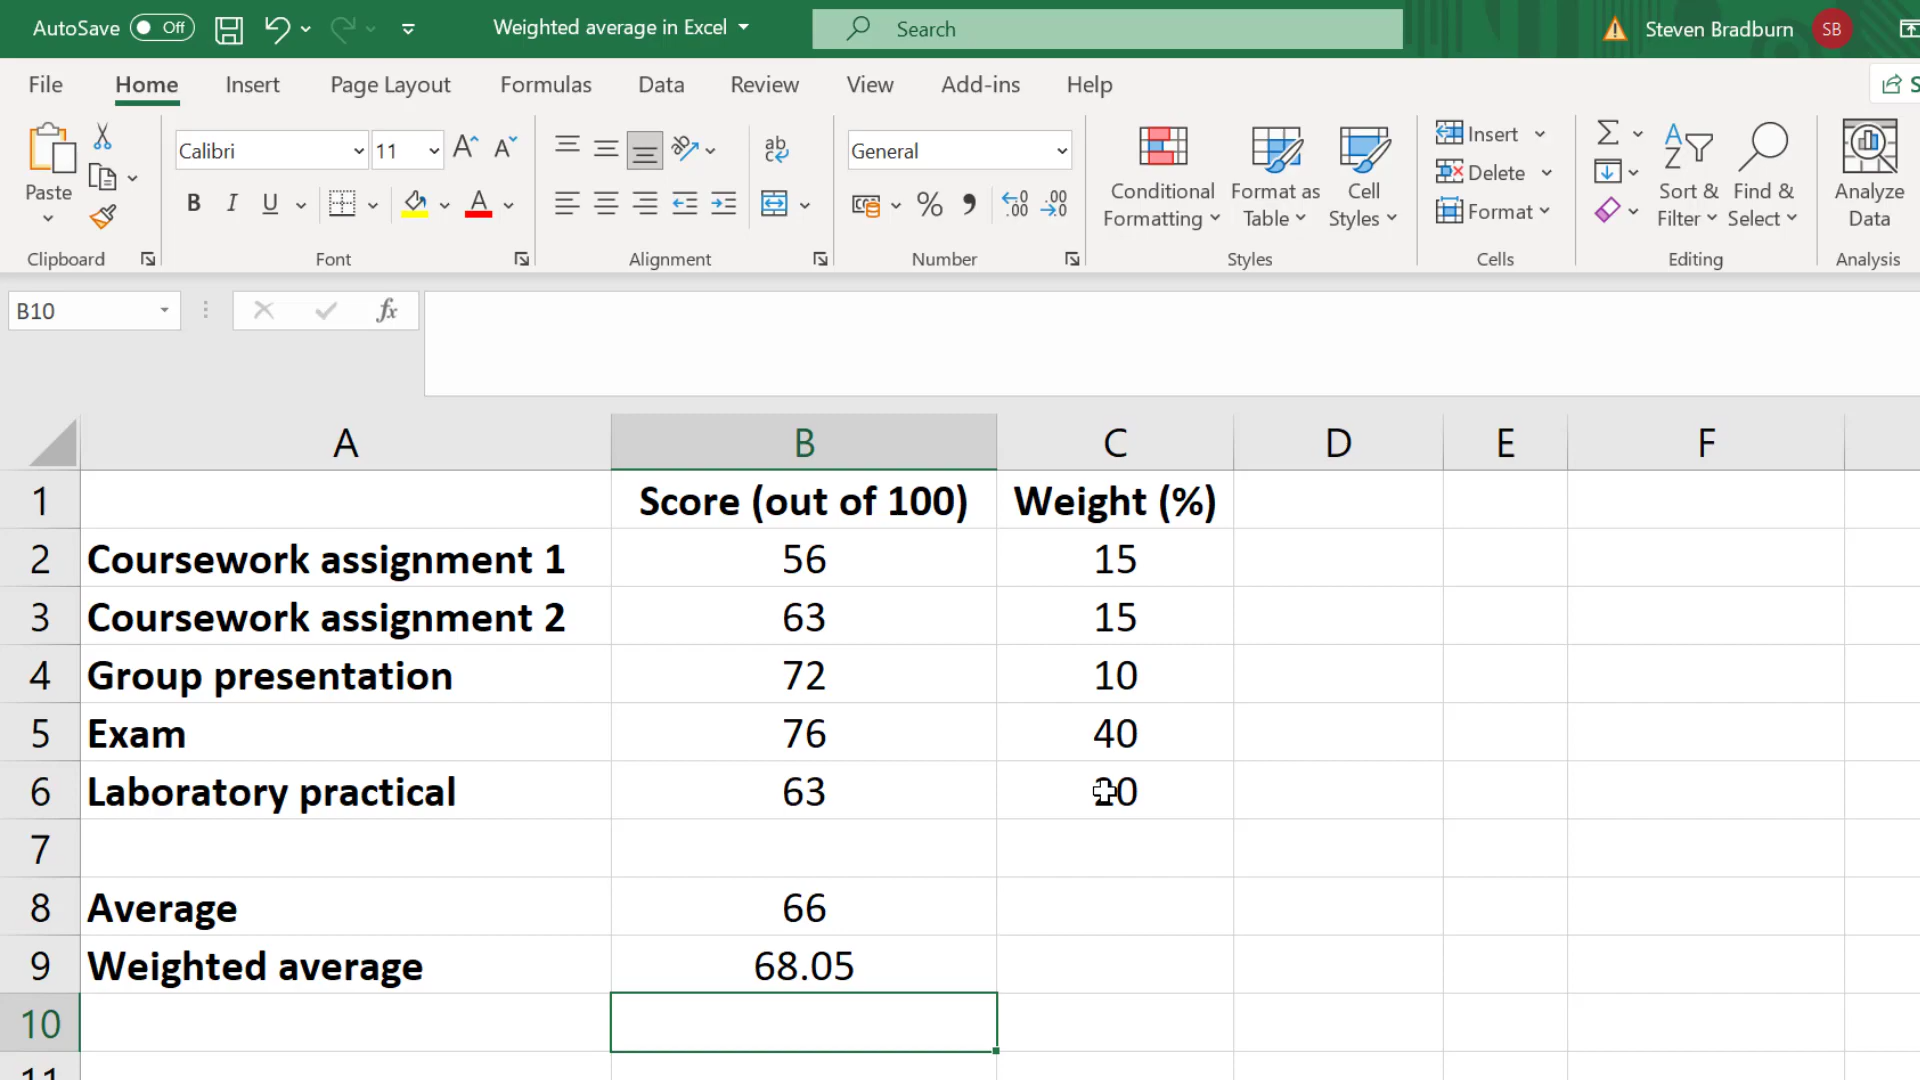 AutoSave Off Weighted average in Excel Search Steven Bradburn SB
File Home Insert Page Layout Formulas Data Review View Add-ins Help
Paste
Clipboard
Calibri 11
B I U
Font
ab
Alignment
General
Number
Conditional Formatting
Format as Table
Cell Styles
Styles
Insert
Delete
Format
Cells
Sort & Filter
Find & Select
Editing
Analyze Data
Analysis
B10 fx
A B C D E F
1 Score (out of 100) Weight (%)
2 Coursework assignment 1 56 15
3 Coursework assignment 2 63 15
4 Group presentation 72 10
5 Exam 76 40
6 Laboratory practical 63
7
8 Average 66
9 Weighted average 68.05
10
11